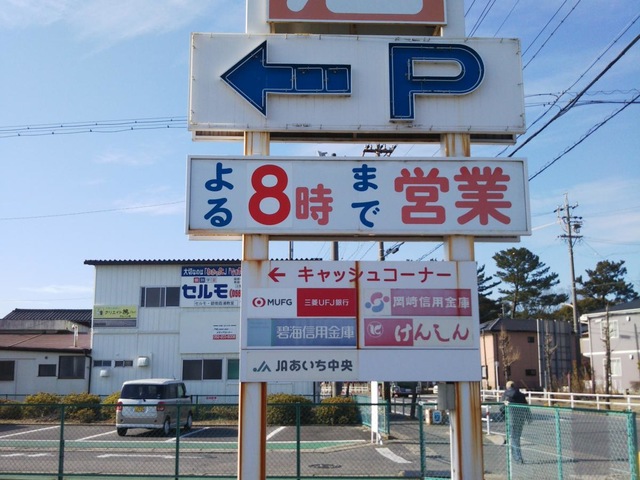 P
よる8時まで営業
キャッシュコーナー
MUFG 三菱UFJ銀行
岡崎信用金庫
碧海信用金庫
けんしん
JAあいち中央
セルモ